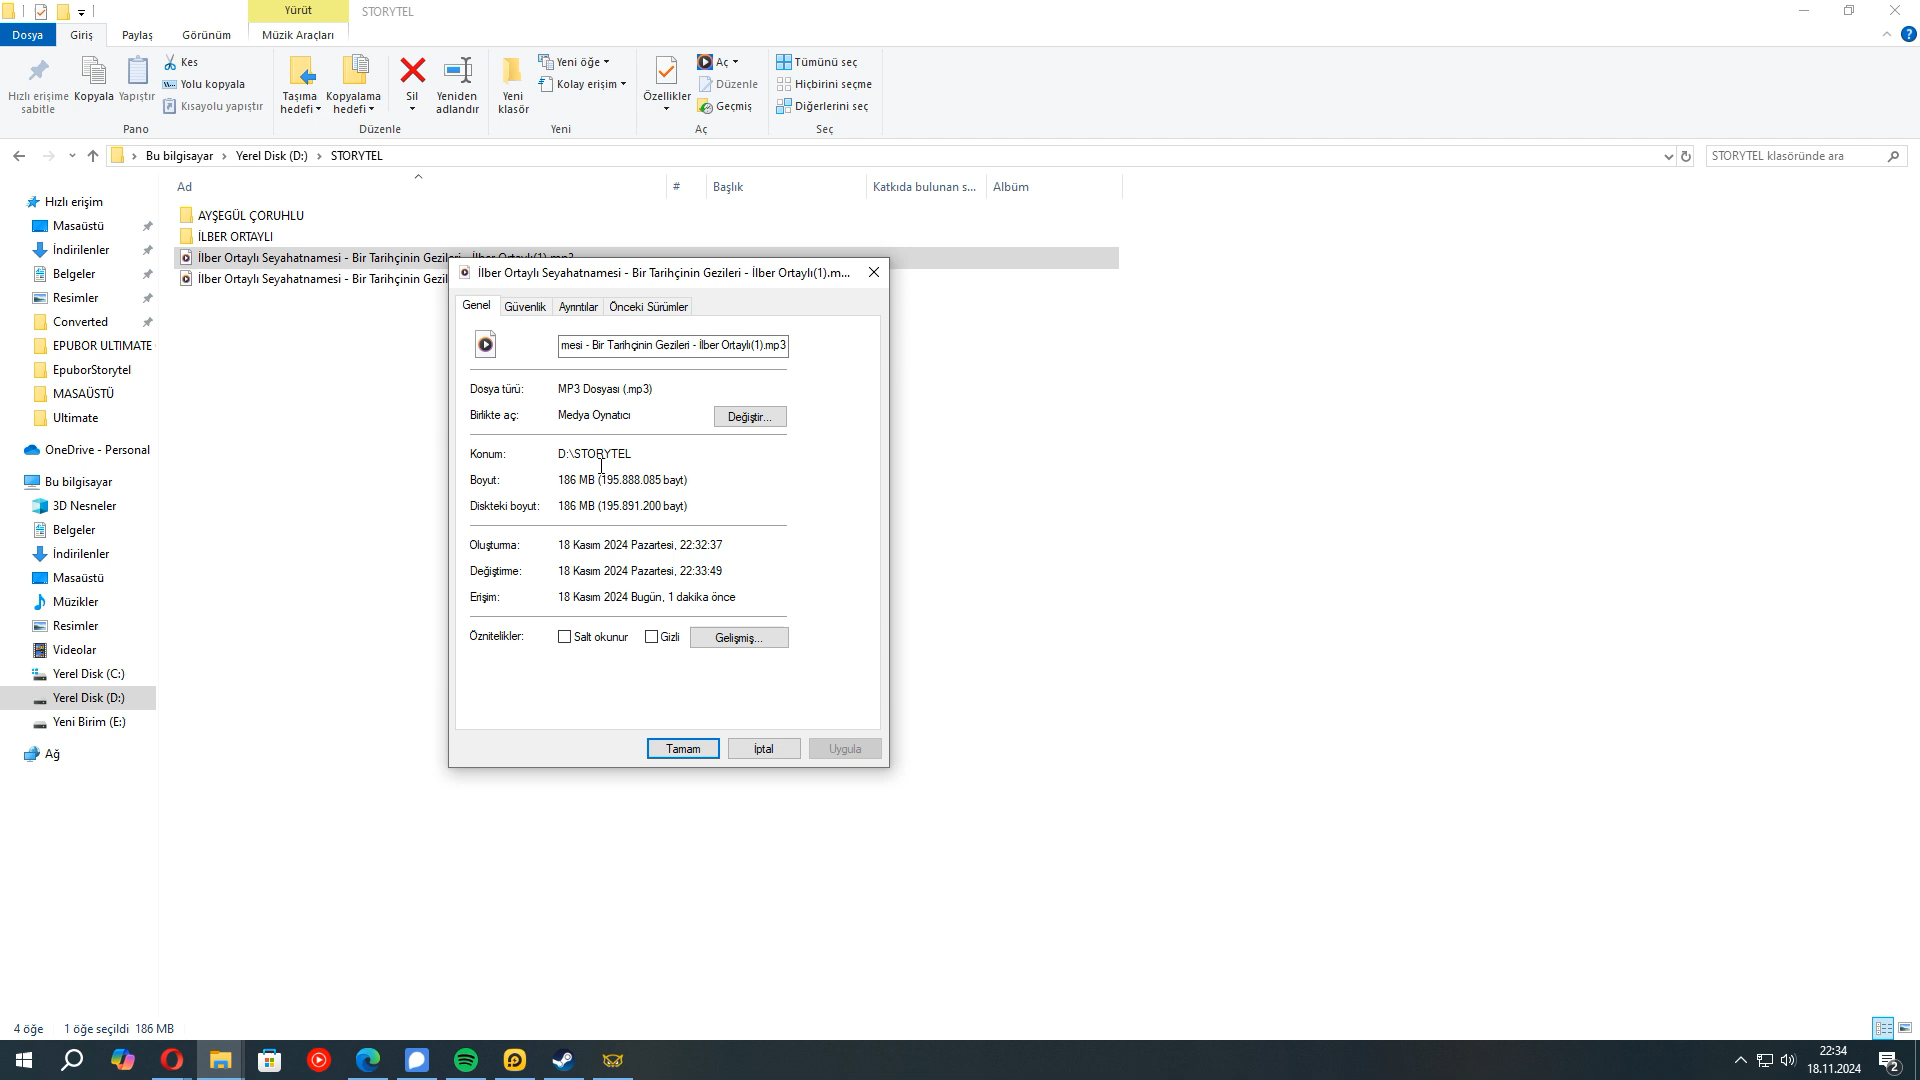 Yürüt
STORYTEL
Dosya
Giriş
Paylaş
Görünüm
Müzik Araçları
Hızlı erişime sabitle
Kopyala
Yapıştır
Kes
Yolu kopyala
Kısayolu yapıştır
Pano
Taşıma hedefi
Kopyalama hedefi
Sil
Yeniden adlandır
Düzenle
Yeni klasör
Yeni öğe
Kolay erişim
Yeni
Özellikler
Aç
Düzenle
Geçmiş
Aç
Tümünü seç
Hiçbirini seçme
Diğerlerini seç
Seç
Bu bilgisayar
Yerel Disk (D:)
STORYTEL
STORYTEL klasöründe ara
Ad
#
Başlık
Katkıda bulunan s...
Albüm
AYŞEGÜL ÇORUHLU
İLBER ORTAYLI
İlber Ortaylı Seyahatnamesi - Bir Tarihçinin Gezileri - İlber Ortaylı(1).mp3
İlber Ortaylı Seyahatnamesi - Bir Tarihçinin Gezil
Hızlı erişim
Masaüstü
İndirilenler
Belgeler
Resimler
Converted
EPUBOR ULTIMATE
EpuborStorytel
MASAÜSTÜ
Ultimate
OneDrive - Personal
Bu bilgisayar
3D Nesneler
Belgeler
İndirilenler
Masaüstü
Müzikler
Resimler
Videolar
Yerel Disk (C:)
Yerel Disk (D:)
Yeni Birim (E:)
Ağ
İlber Ortaylı Seyahatnamesi - Bir Tarihçinin Gezileri - İlber Ortaylı(1).m...
Genel
Güvenlik
Ayrıntılar
Önceki Sürümler
mesi - Bir Tarihçinin Gezileri - İlber Ortaylı(1).mp3
Dosya türü: MP3 Dosyası (.mp3)
Birlikte aç: Medya Oynatıcı
Değiştir...
Konum: D:\STORYTEL
Boyut: 186 MB (195.888.085 bayt)
Diskteki boyut: 186 MB (195.891.200 bayt)
Oluşturma: 18 Kasım 2024 Pazartesi, 22:32:37
Değiştirme: 18 Kasım 2024 Pazartesi, 22:33:49
Erişim: 18 Kasım 2024 Bugün, 1 dakika önce
Öznitelikler: Salt okunur Gizli Gelişmiş...
Tamam
İptal
Uygula
4 öğe
1 öğe seçildi 186 MB
22:34
18.11.2024
2